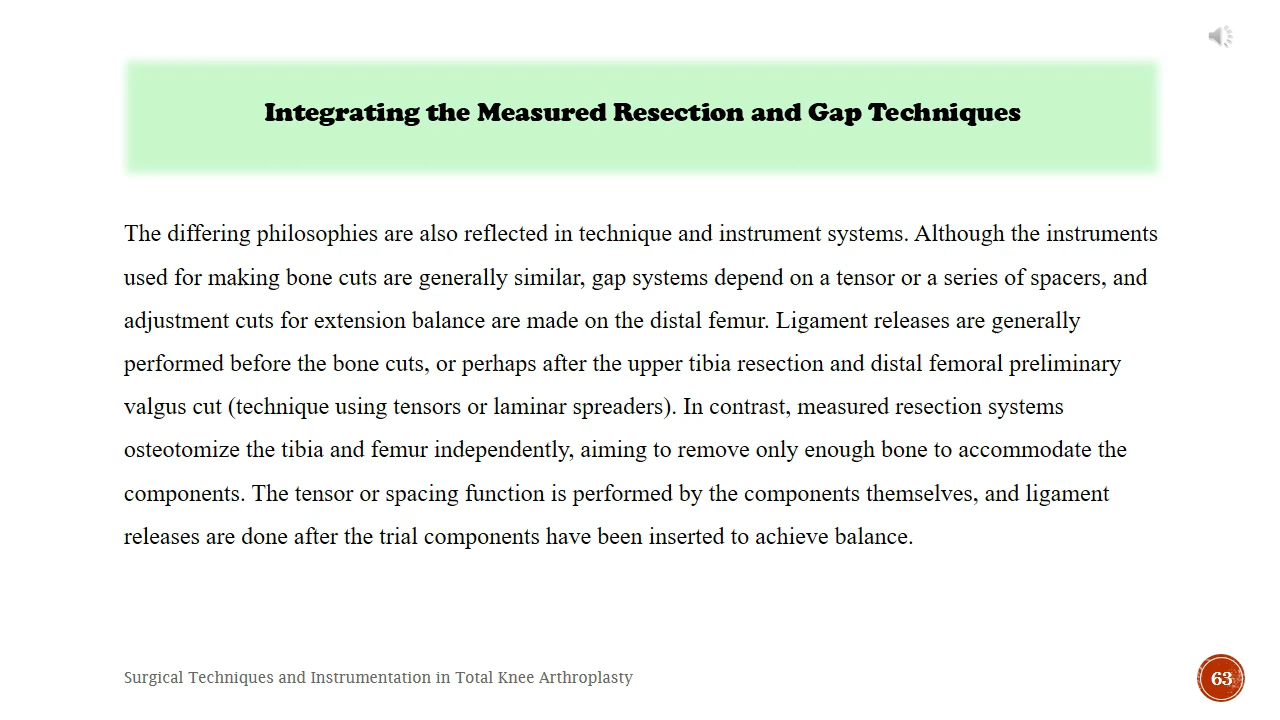 Integrating the Measured Resection and Gap Techniques
The differing philosophies are also reflected in technique and instrument systems. Although the instruments
used for making bone cuts are generally similar, gap systems depend on a tensor or a series of spacers, and
adjustment cuts for extension balance are made on the distal femur. Ligament releases are generally
performed before the bone cuts, or perhaps after the upper tibia resection and distal femoral preliminary
valgus cut (technique using tensors or laminar spreaders). In contrast, measured resection systems
osteotomize the tibia and femur independently, aiming to remove only enough bone to accommodate the
components. The tensor or spacing function is performed by the components themselves, and ligament
releases are done after the trial components have been inserted to achieve balance.
Surgical Techniques and Instrumentation in Total Knee Arthroplasty
63